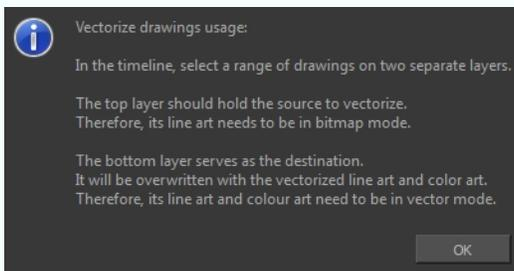 Vectorize drawings usage:
In the timeline, select a range of drawings on two separate layers.
The top layer should hold the source to vectorize.
Therefore, its line art needs to be in bitmap mode.
The bottom layer serves as the destination.
It will be overwritten with the vectorized line art and color art.
Therefore, its line art and colour art need to be in vector mode.
OK